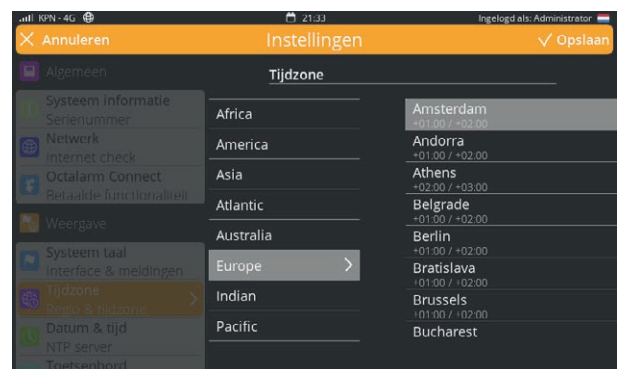 KPN - 4G
21:33
Ingelogd als: Administrator
Annuleren
Instellingen
Opslaan
Algemeen
Systeem informatie
Serienummer
Netwerk
Internet check
Octalarm Connect
Betaalde functionaliteit
Weergave
Systeem taal
Interface & meldingen
Tijdzone
Regio & tijdzone
Datum & tijd
NTP server
Toetsenbord
Tijdzone
Africa
America
Asia
Atlantic
Australia
Europe
Indian
Pacific
Amsterdam
+01:00 / +02:00
Andorra
+01:00 / +02:00
Athens
+02:00 / +03:00
Belgrade
+01:00 / +02:00
Berlin
+01:00 / +02:00
Bratislava
+01:00 / +02:00
Brussels
+01:00 / +02:00
Bucharest